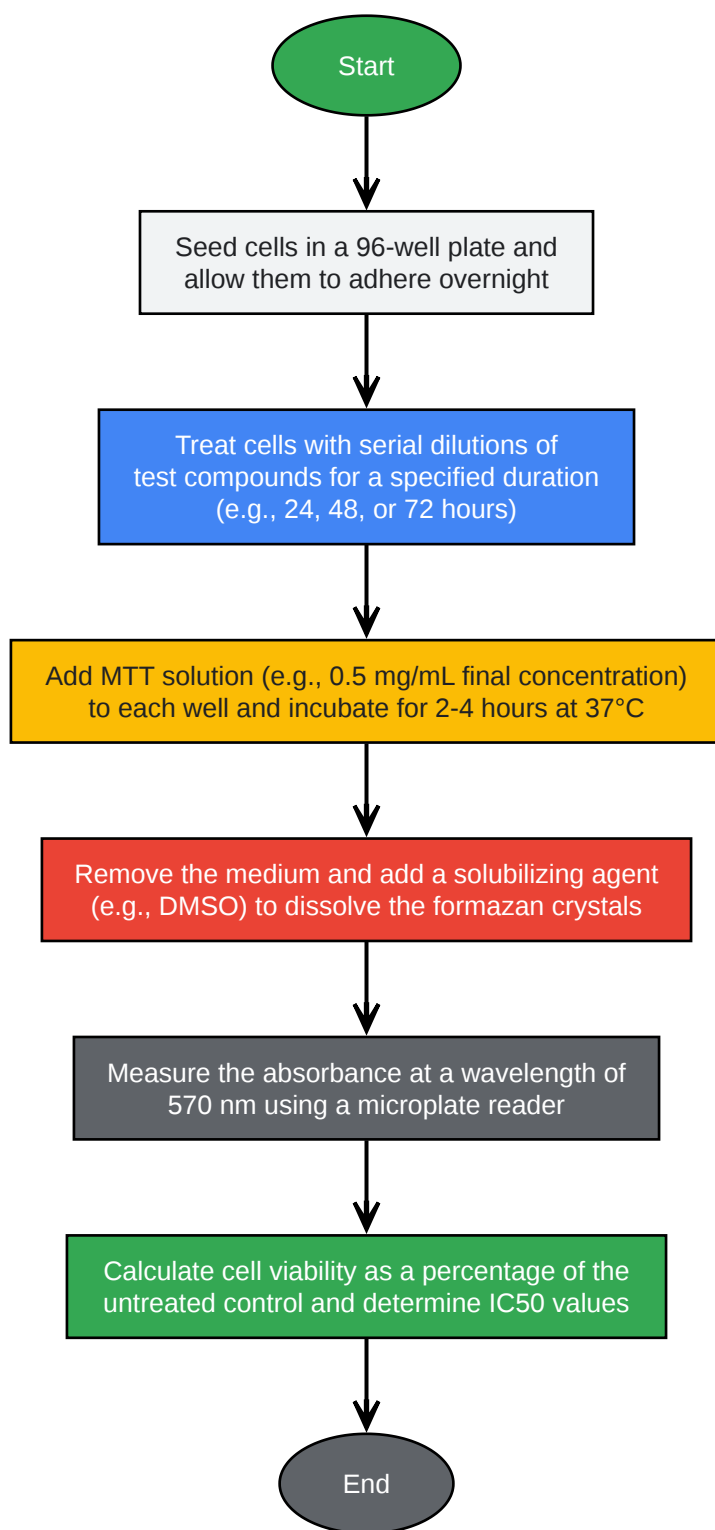 Start
Seed cells in a 96-well plate and
allow them to adhere overnight
Treat cells with serial dilutions of
test compounds for a specified duration
(e.g., 24, 48, or 72 hours)
Add MTT solution (e.g., 0.5 mg/mL final concentration)
to each well and incubate for 2-4 hours at 37°C
Remove the medium and add a solubilizing agent
(e.g., DMSO) to dissolve the formazan crystals
Measure the absorbance at a wavelength of
570 nm using a microplate reader
Calculate cell viability as a percentage of the
untreated control and determine IC50 values
End